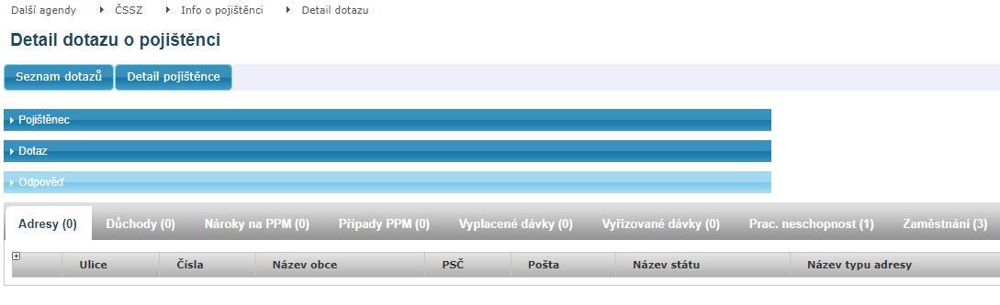 Další agendy ČSSZ Info o pojištěnci Detail dotazu
Detail dotazu o pojištěnci
Seznam dotazů Detail pojištěnce
Pojištěnec
Dotaz
Odpověď
Adresy (0) Důchody (0) Nároky na PPM (0) Případy PPM (0) Vyplacené dávky (0) Vyřizované dávky (0) Prac. neschopnost (1) Zaměstnání (3)
Ulice Čísla Název obce PSČ Pošta Název státu Název typu adresy